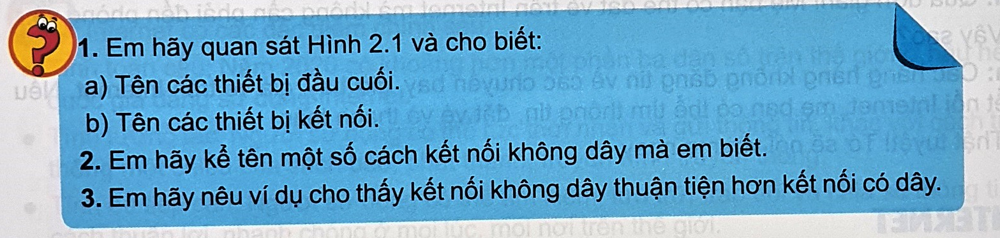 1. Em hãy quan sát Hình 2.1 và cho biết:
a) Tên các thiết bị đầu cuối.
b) Tên các thiết bị kết nối.
2. Em hãy kể tên một số cách kết nối không dây mà em biết.
3. Em hãy nêu ví dụ cho thấy kết nối không dây thuận tiện hơn kết nối có dây.